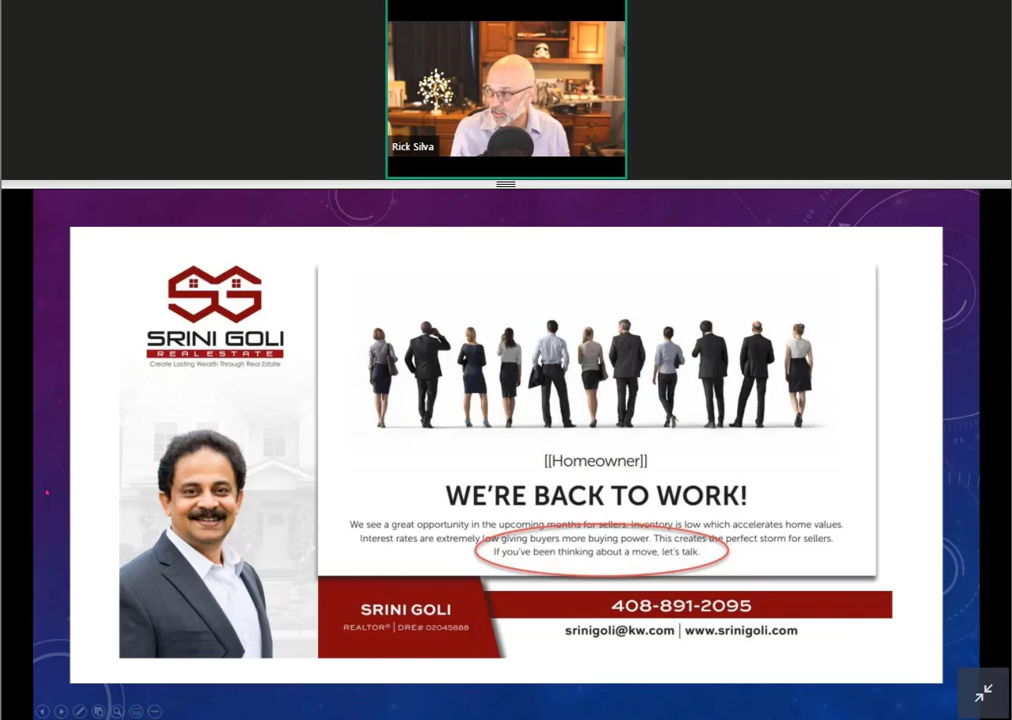 Rick Silva
SRINI GOLI
REAL ESTATE
Create Lasting Wealth Through Real Estate
[[Homeowner]]
WE'RE BACK TO WORK!
We see a great opportunity in the upcoming months for sellers. Inventory is low which accelerates home values.
Interest rates are extremely low giving buyers more buying power. This creates the perfect storm for sellers.
If you've been thinking about a move, let's talk.
SRINI GOLI
REALTOR® | DRE# 02045888
408-891-2095
srinigoli@kw.com | www.srinigoli.com